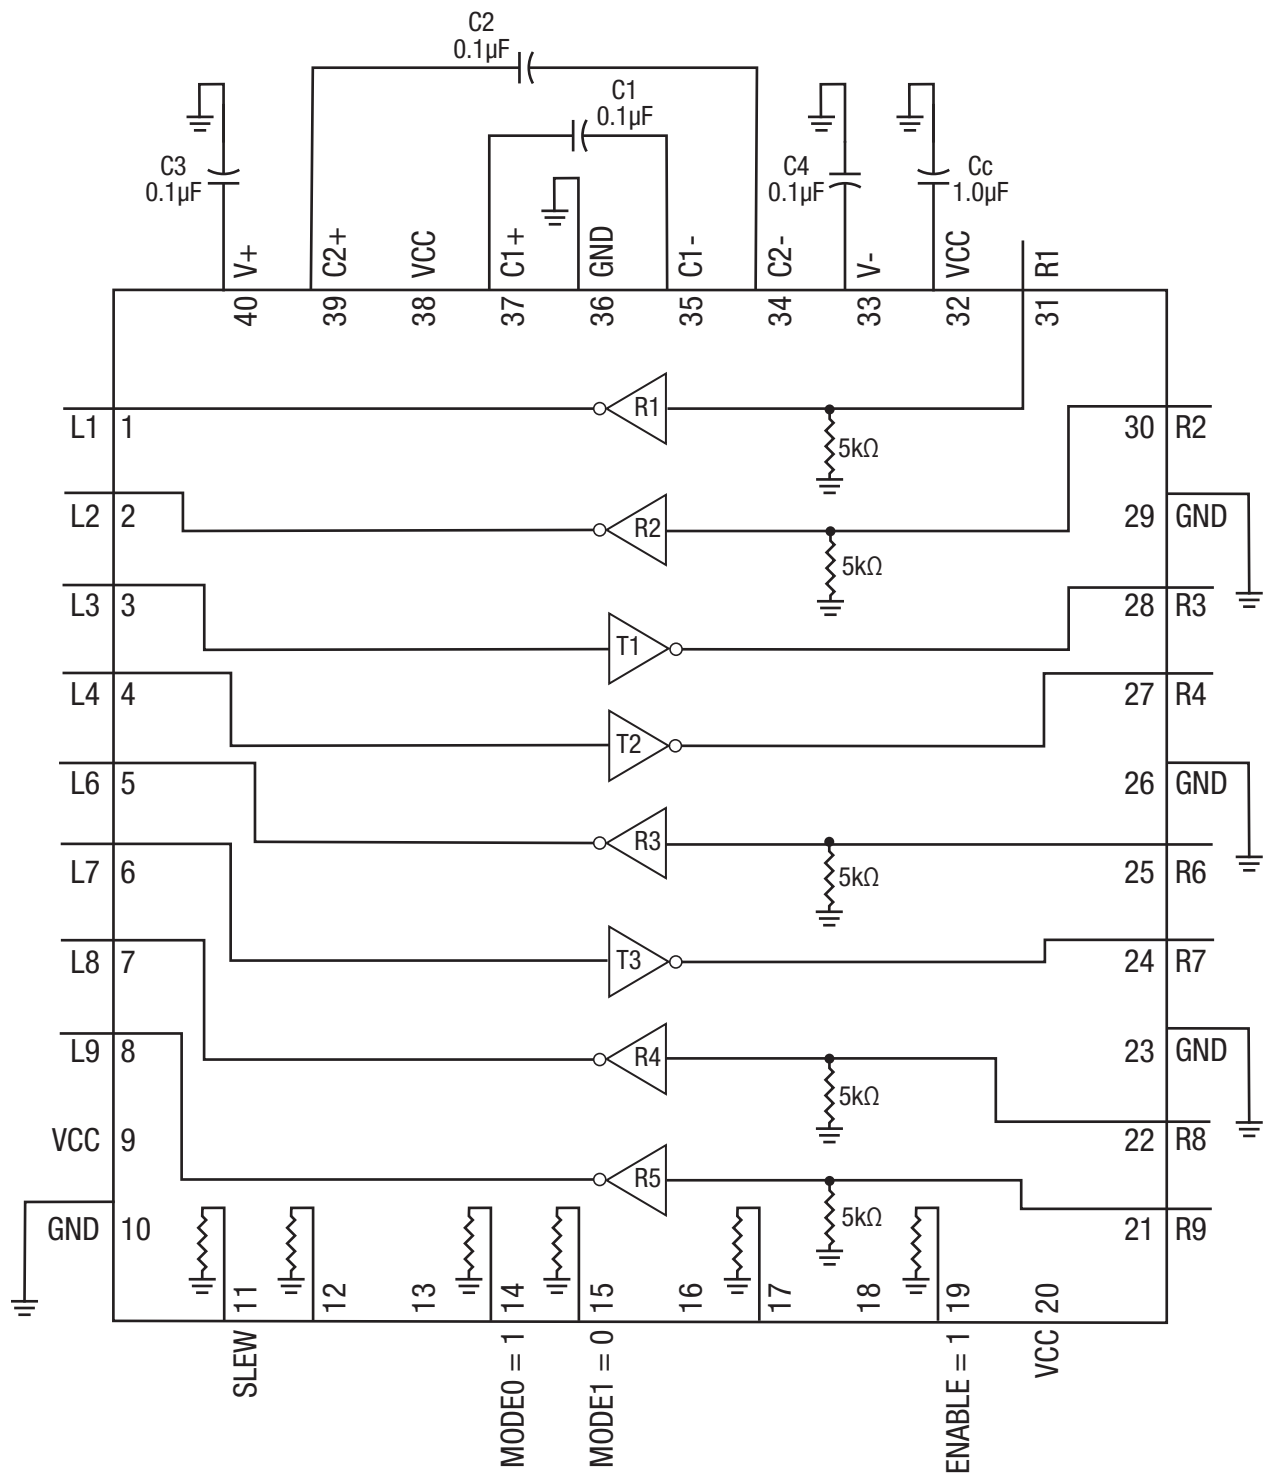 C2
0.1µF
C1
0.1µF
C3
0.1µF
C4
0.1µF
Cc
1.0µF
V+
C2+
VCC
C1+
GND
C1-
C2-
V-
VCC
R1
40
39
38
37
36
35
34
33
32
31
L1 1
R1
5kΩ
30 R2
L2 2
R2
5kΩ
29 GND
L3 3
T1
28 R3
L4 4
T2
27 R4
L6 5
R3
5kΩ
26 GND
L7 6
25 R6
L8 7
T3
24 R7
L9 8
R4
5kΩ
23 GND
VCC 9
22 R8
GND 10
R5
5kΩ
21 R9
11
12
13
14
15
16
17
18
19
20
SLEW
MODE0 = 1
MODE1 = 0
ENABLE = 1
VCC